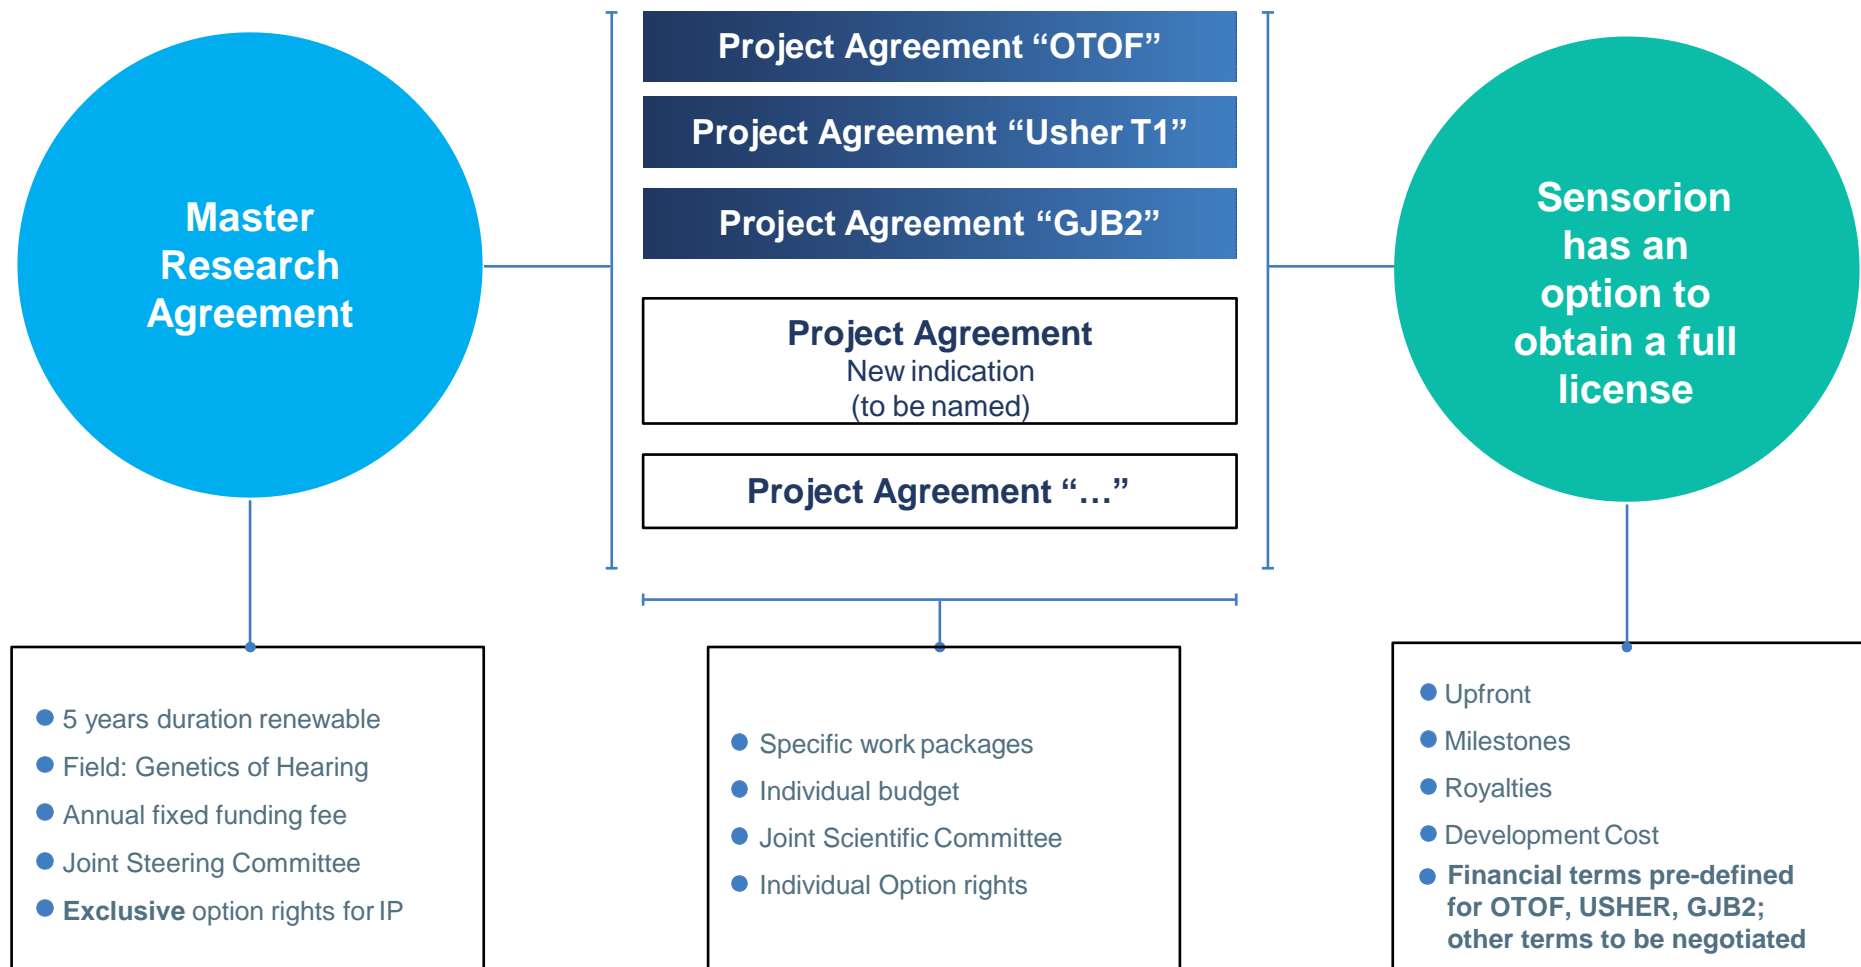 Master
Research
Agreement
5 years duration renewable
Field: Genetics of Hearing
Annual fixed funding fee
Joint Steering Committee
Exclusive option rights for IP
Project Agreement “OTOF”
Project Agreement “Usher T1”
Project Agreement “GJB2”
Project Agreement
New indication
(to be named)
Project Agreement “…”
Specific work packages
Individual budget
Joint Scientific Committee
Individual Option rights
Sensorion
has an
option to
obtain a full
license
Upfront
Milestones
Royalties
Development Cost
Financial terms pre-defined
for OTOF, USHER, GJB2;
other terms to be negotiated